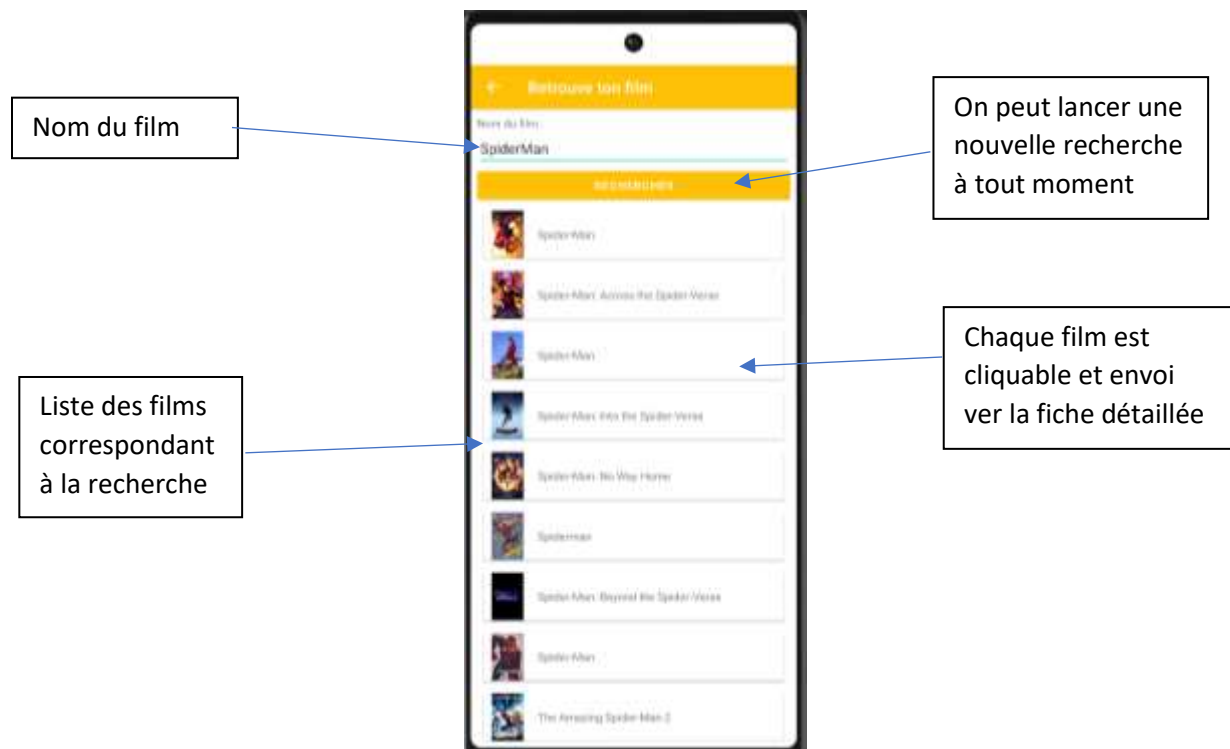 Retrouve ton film
Nom du film
SpiderMan
RECHERCHER
Spider-Man
Spider-Man: Across the Spider-Verse
Spider-Man
Spider-Man: Into the Spider-Verse
Spider-Man: No Way Home
Spiderman
Spider-Man: Beyond the Spider-Verse
Spider-Man
The Amazing Spider-Man 2
Nom du film
Liste des films
correspondant
à la recherche
On peut lancer une
nouvelle recherche
à tout moment
Chaque film est
cliquable et envoi
ver la fiche détaillée